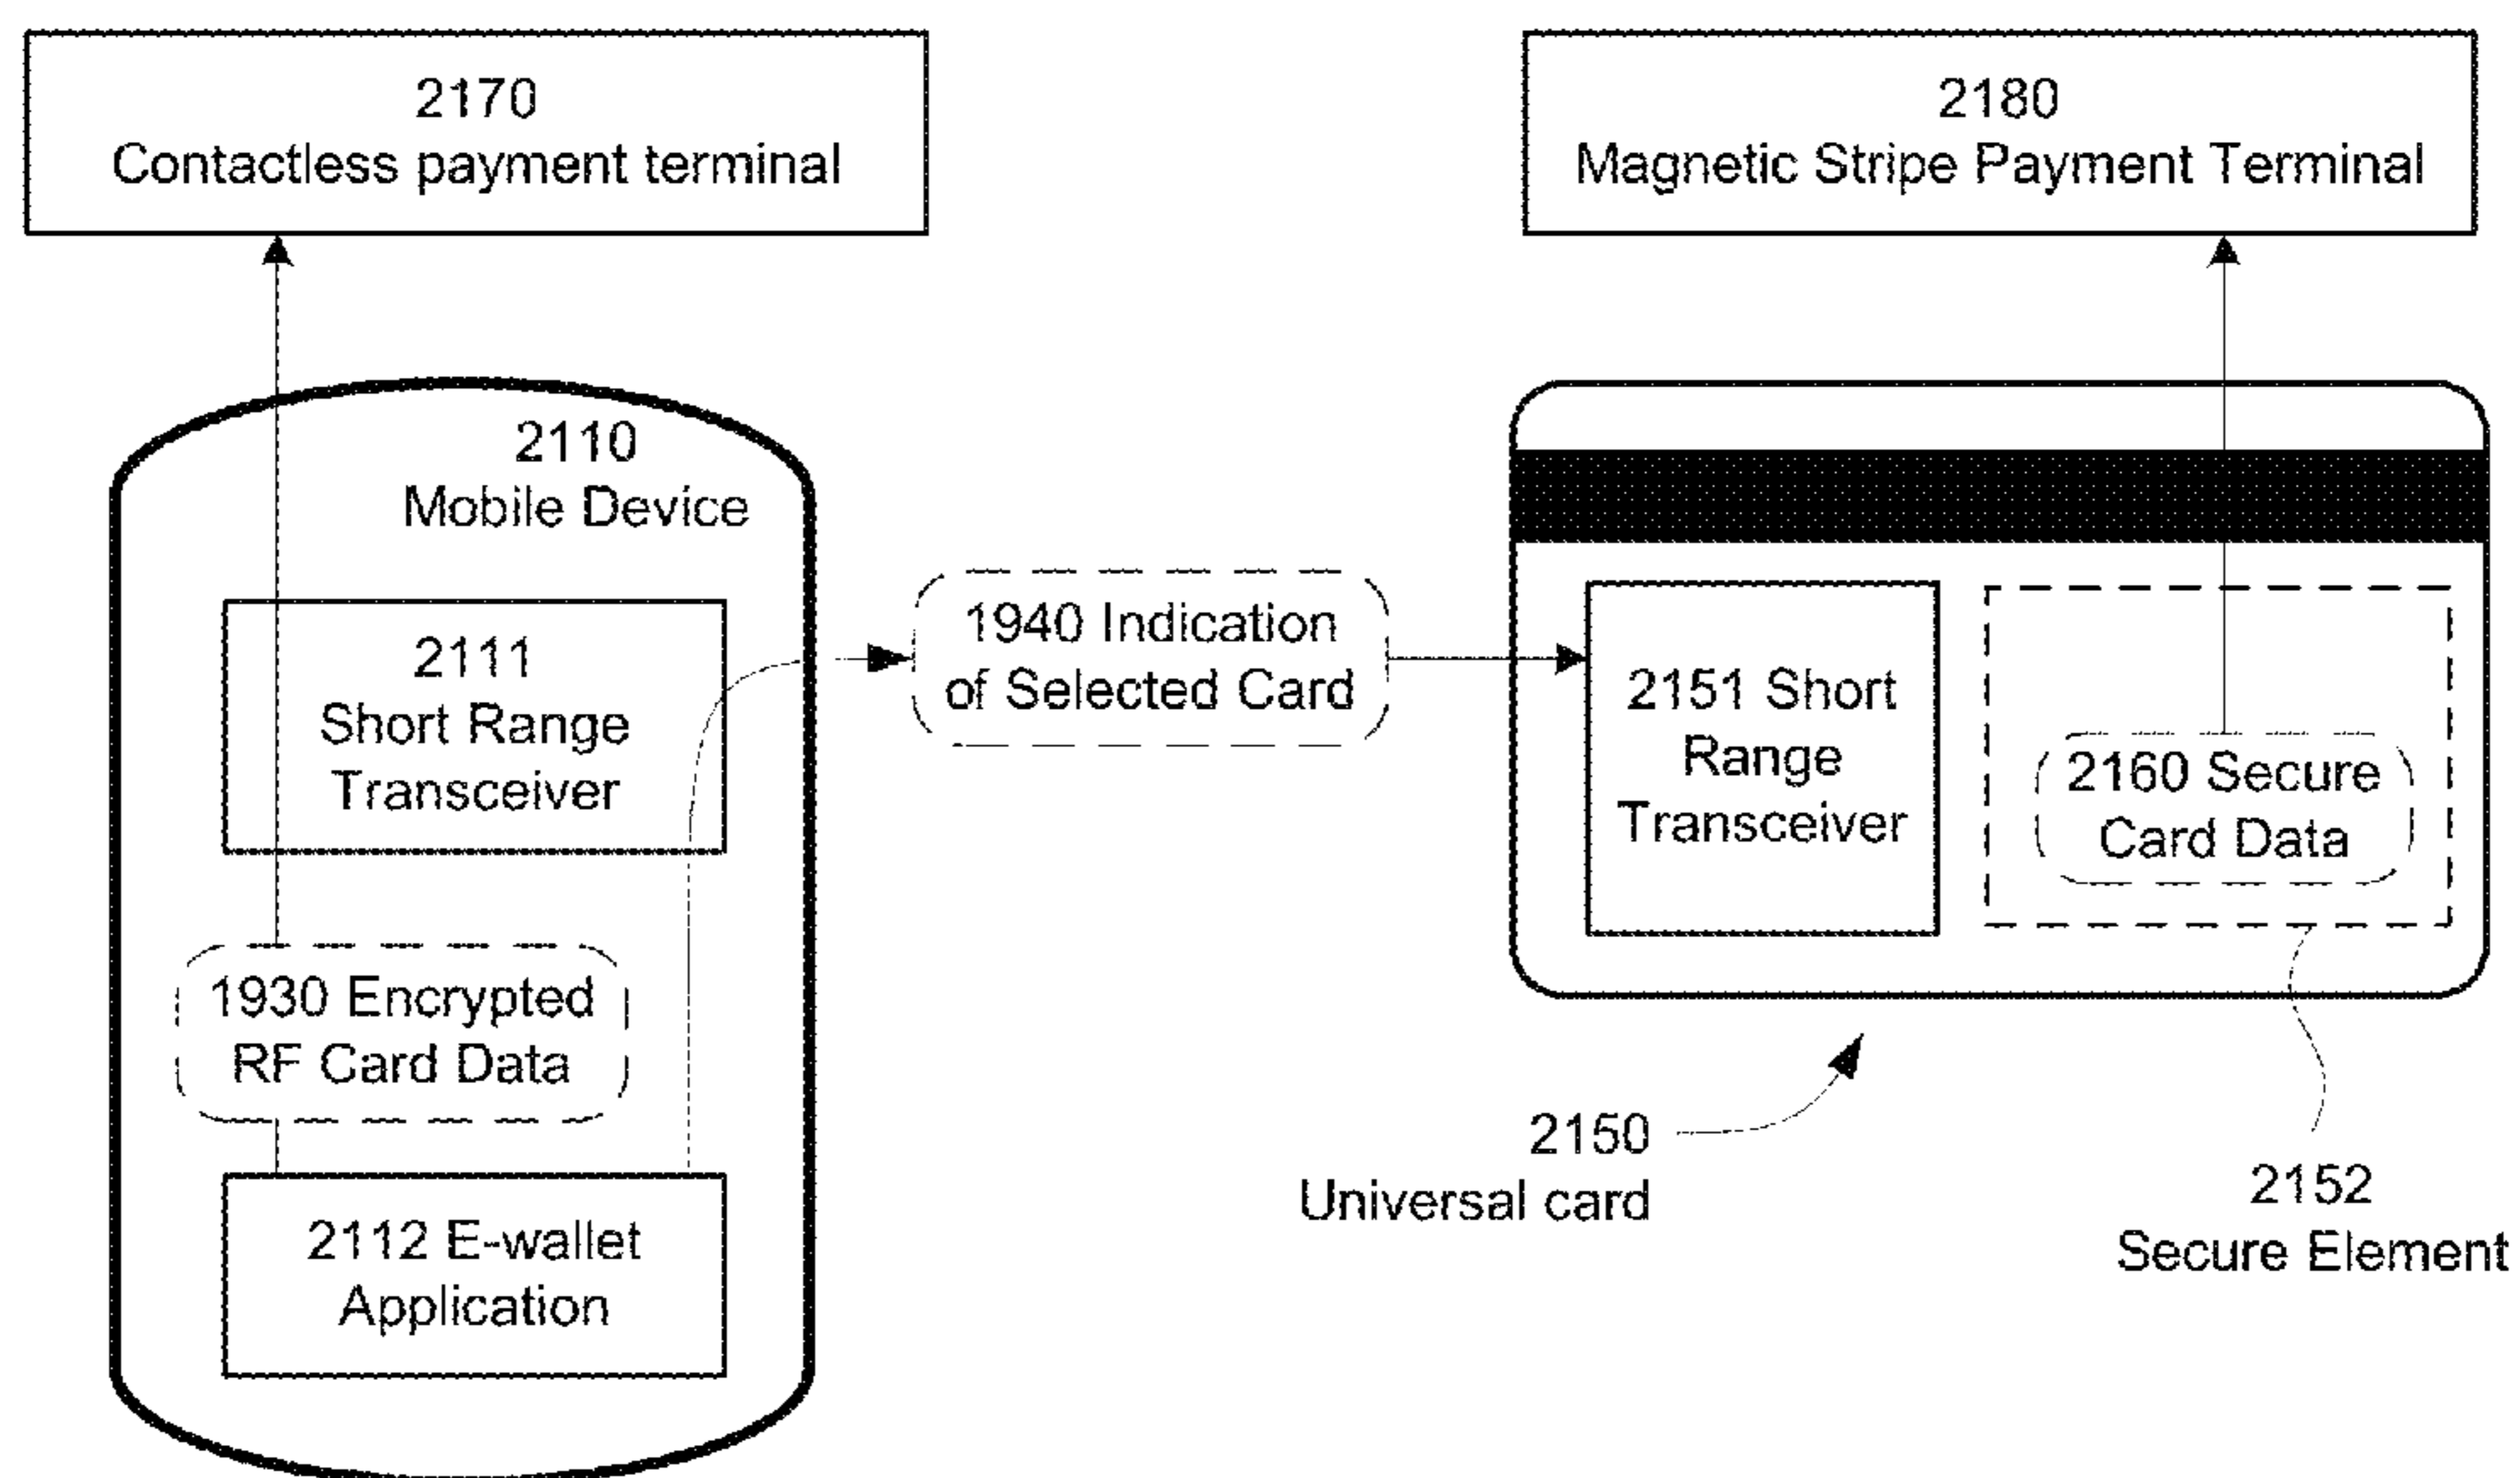 2170
Contactless payment terminal
2180
Magnetic Stripe Payment Terminal
2110
Mobile Device
2111
Short Range
Transceiver
1940 Indication
of Selected Card
2151 Short
Range
Transceiver
2160 Secure
Card Data
1930 Encrypted
RF Card Data
2150
Universal card
2152
Secure Element
2112 E-wallet
Application